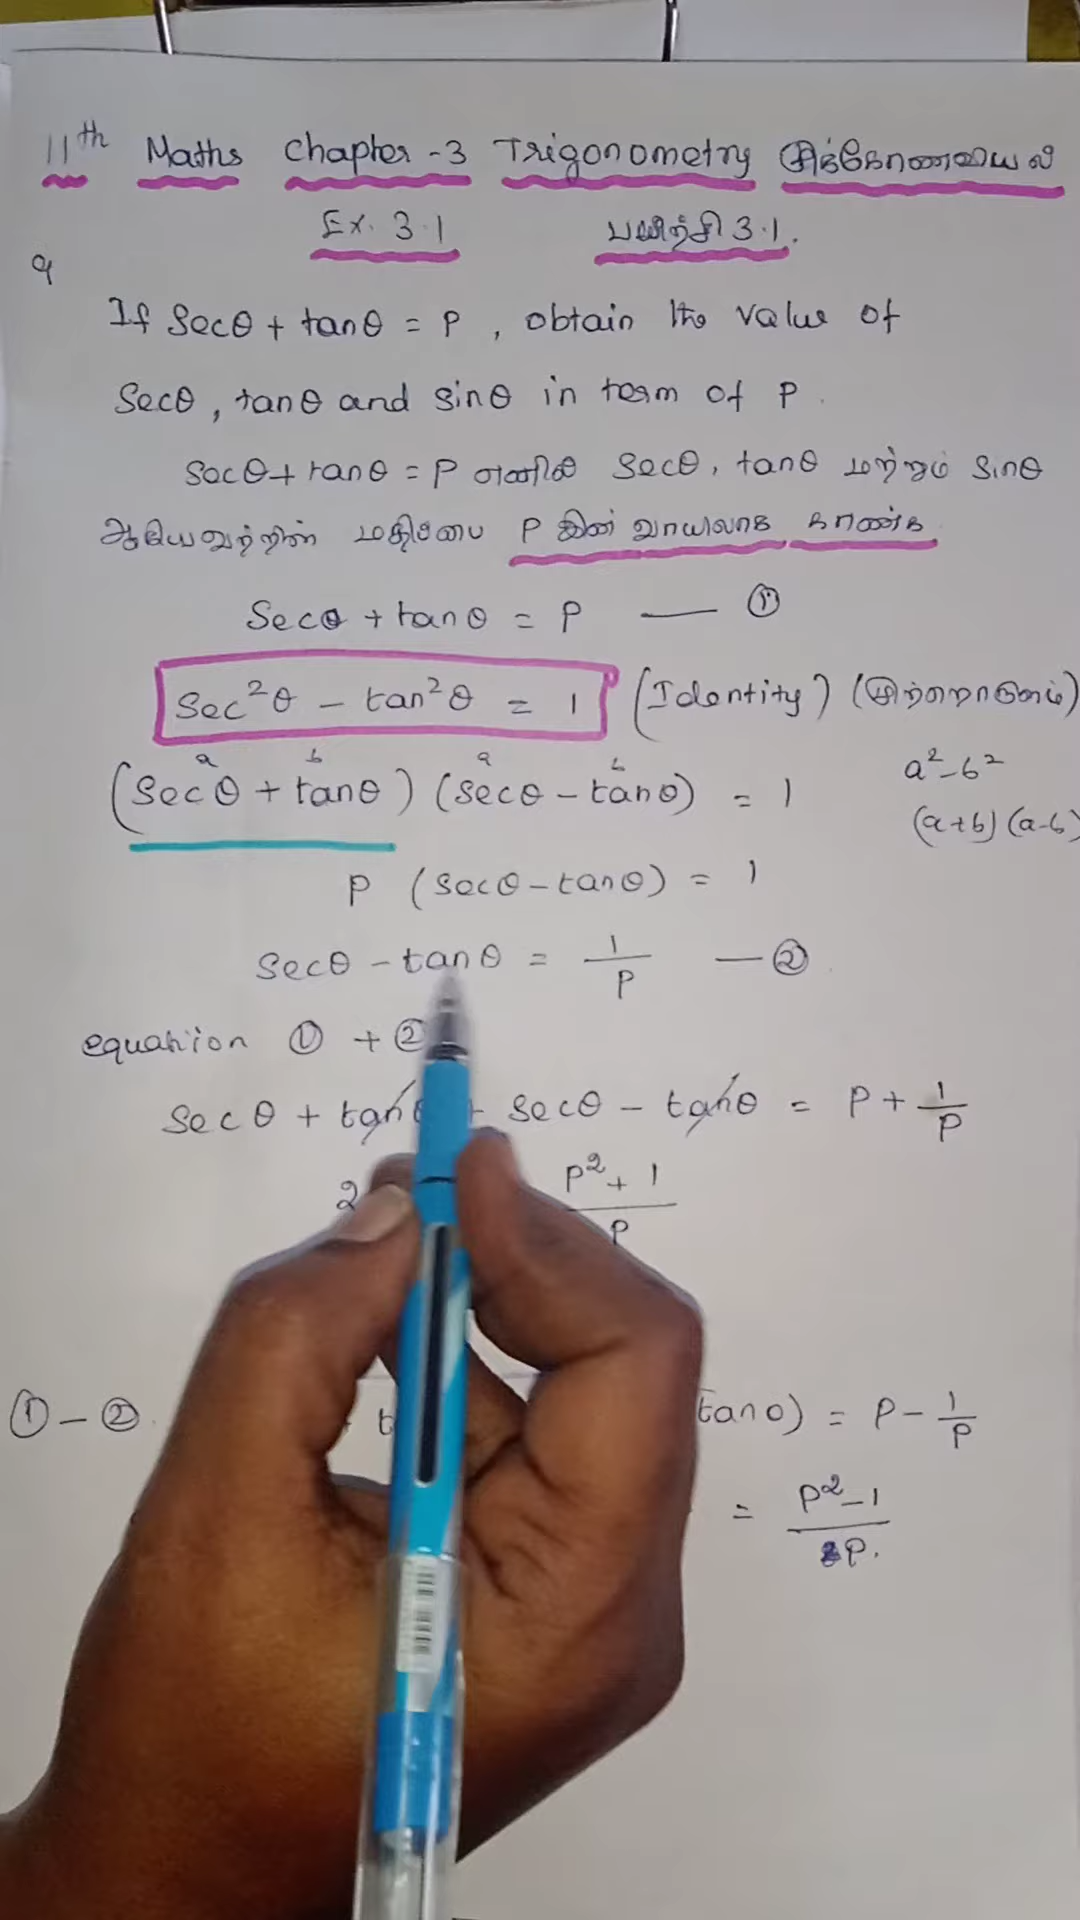 11th Maths Chapter -3 Trigonometry
Ex. 3.1 பயிற்சி 3.1.
9
If Secθ + tanθ = P , obtain the value of
Secθ , tanθ and sinθ in term of P .
secθ + tanθ = P எனில் Secθ, tanθ மற்றும் sinθ
ஆகியவற்றின் மதிப்பை P இன் வாயிலாக காண்க
Secθ + tanθ = P — ①
Sec²θ – tan²θ = 1 (Identity) (முற்றொருமை)
a b a b a²-b²
(Secθ + tanθ) (secθ – tanθ) = 1 (a+b) (a-b)
P (secθ – tanθ) = 1
Secθ – tanθ = 1/P — ②
equation ① + ②
Secθ + tanθ + secθ – tanθ = P + 1/P
2 P² + 1 / P
① – ② tanθ) = P – 1/P
= P² – 1 / 2P.